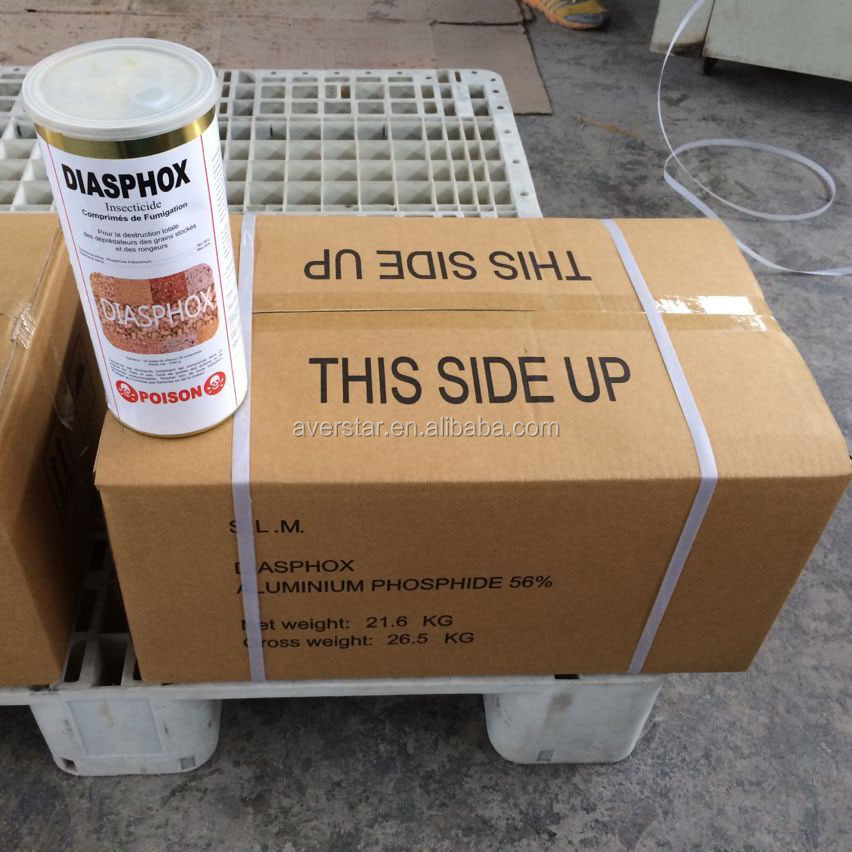 DIASPHOX
Insecticide
Comprimés de Fumigation
Pour la destruction totale
des déprédateurs des grains stockés
et des rongeurs
DIASPHOX
POISON
THIS SIDE UP
THIS SIDE UP
averstar.en.alibaba.com
S.L.M.
DIASPHOX
ALUMINIUM PHOSPHIDE 56%
Net weight: 21.6 KG
Gross weight: 26.5 KG